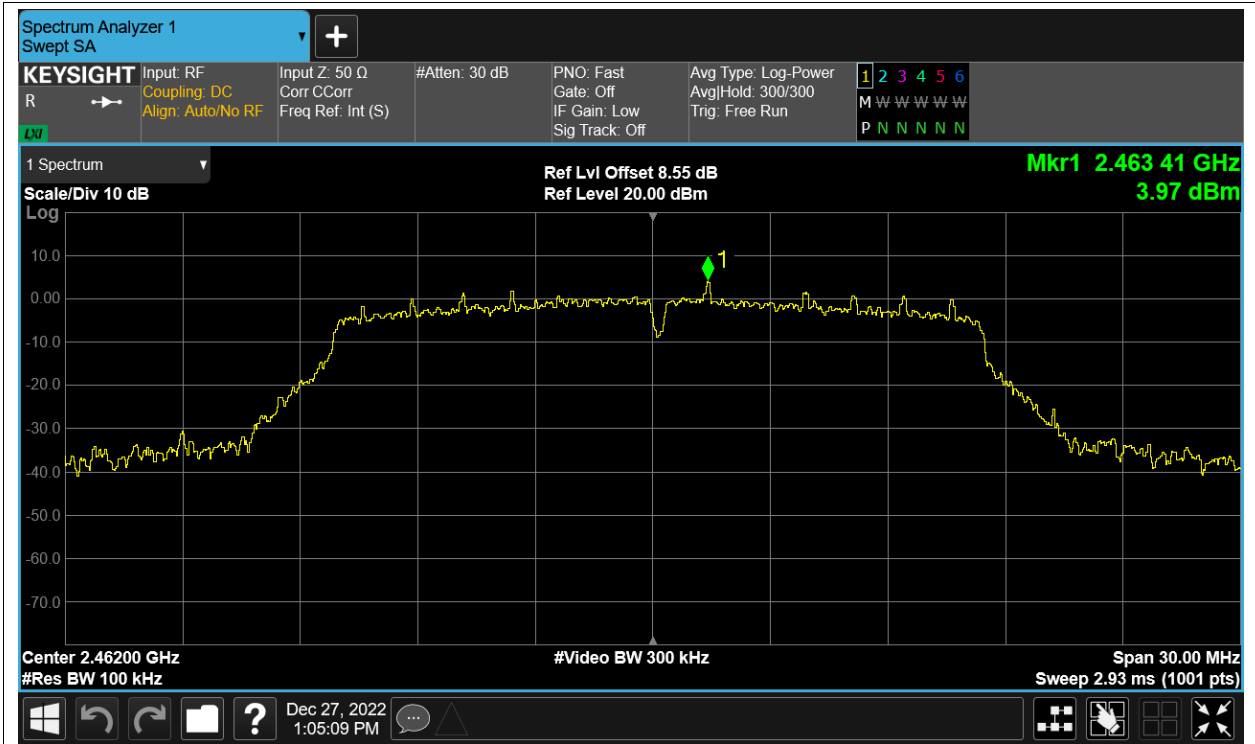 Spectrum Analyzer 1
Swept SA
KEYSIGHT
R
LXI
Input: RF
Coupling: DC
Align: Auto/No RF
Input Z: 50 Ω
Corr CCorr
Freq Ref: Int (S)
#Atten: 30 dB
PNO: Fast
Gate: Off
IF Gain: Low
Sig Track: Off
Avg Type: Log-Power
Avg|Hold: 300/300
Trig: Free Run
1 2 3 4 5 6
M W W W W W
P N N N N N
1 Spectrum
Scale/Div 10 dB
Log
Ref Lvl Offset 8.55 dB
Ref Level 20.00 dBm
Mkr1 2.463 41 GHz
3.97 dBm
1
10.0
0.00
-10.0
-20.0
-30.0
-40.0
-50.0
-60.0
-70.0
Center 2.46200 GHz
#Res BW 100 kHz
#Video BW 300 kHz
Span 30.00 MHz
Sweep 2.93 ms (1001 pts)
?
Dec 27, 2022
1:05:09 PM